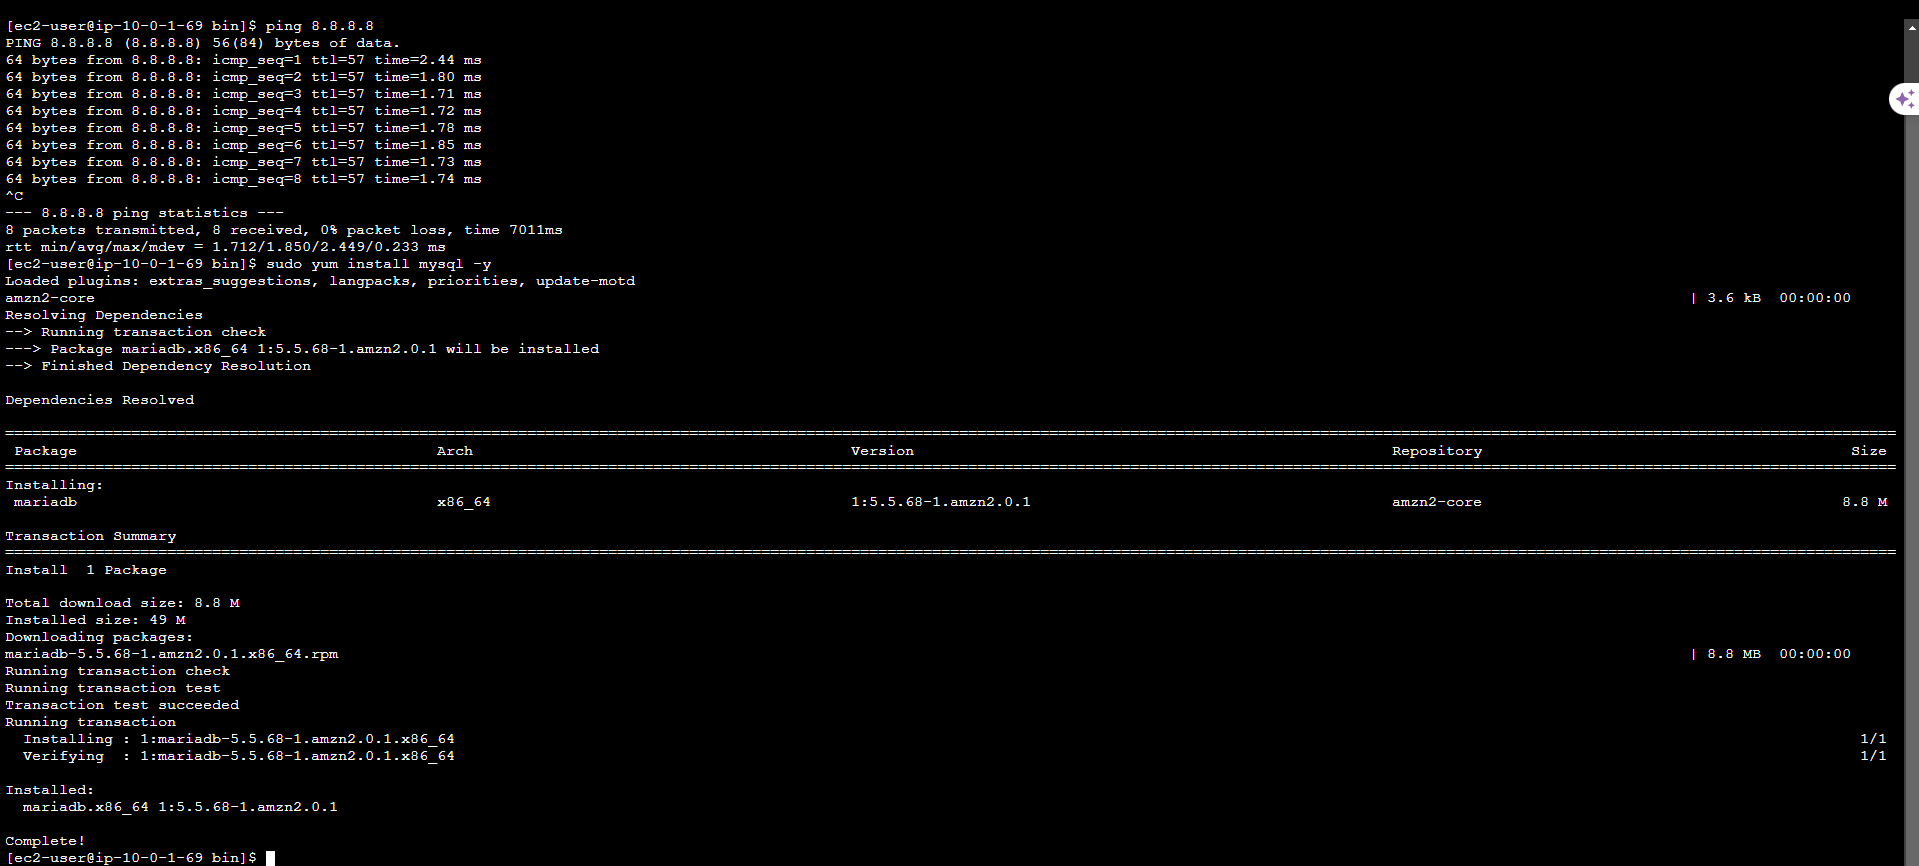 [ec2-user@ip-10-0-1-69 bin]$ ping 8.8.8.8
PING 8.8.8.8 (8.8.8.8) 56(84) bytes of data.
64 bytes from 8.8.8.8: icmp_seq=1 ttl=57 time=2.44 ms
64 bytes from 8.8.8.8: icmp_seq=2 ttl=57 time=1.80 ms
64 bytes from 8.8.8.8: icmp_seq=3 ttl=57 time=1.71 ms
64 bytes from 8.8.8.8: icmp_seq=4 ttl=57 time=1.72 ms
64 bytes from 8.8.8.8: icmp_seq=5 ttl=57 time=1.78 ms
64 bytes from 8.8.8.8: icmp_seq=6 ttl=57 time=1.85 ms
64 bytes from 8.8.8.8: icmp_seq=7 ttl=57 time=1.73 ms
64 bytes from 8.8.8.8: icmp_seq=8 ttl=57 time=1.74 ms
^C
--- 8.8.8.8 ping statistics ---
8 packets transmitted, 8 received, 0% packet loss, time 7011ms
rtt min/avg/max/mdev = 1.712/1.850/2.449/0.233 ms
[ec2-user@ip-10-0-1-69 bin]$ sudo yum install mysql -y
Loaded plugins: extras_suggestions, langpacks, priorities, update-motd
amzn2-core | 3.6 kB 00:00:00
Resolving Dependencies
--> Running transaction check
---> Package mariadb.x86_64 1:5.5.68-1.amzn2.0.1 will be installed
--> Finished Dependency Resolution

Dependencies Resolved

================================================================================
Package Arch Version Repository Size
================================================================================
Installing:
mariadb x86_64 1:5.5.68-1.amzn2.0.1 amzn2-core 8.8 M

Transaction Summary
================================================================================
Install 1 Package

Total download size: 8.8 M
Installed size: 49 M
Downloading packages:
mariadb-5.5.68-1.amzn2.0.1.x86_64.rpm | 8.8 MB 00:00:00
Running transaction check
Running transaction test
Transaction test succeeded
Running transaction
Installing : 1:mariadb-5.5.68-1.amzn2.0.1.x86_64 1/1
Verifying : 1:mariadb-5.5.68-1.amzn2.0.1.x86_64 1/1

Installed:
mariadb.x86_64 1:5.5.68-1.amzn2.0.1

Complete!
[ec2-user@ip-10-0-1-69 bin]$